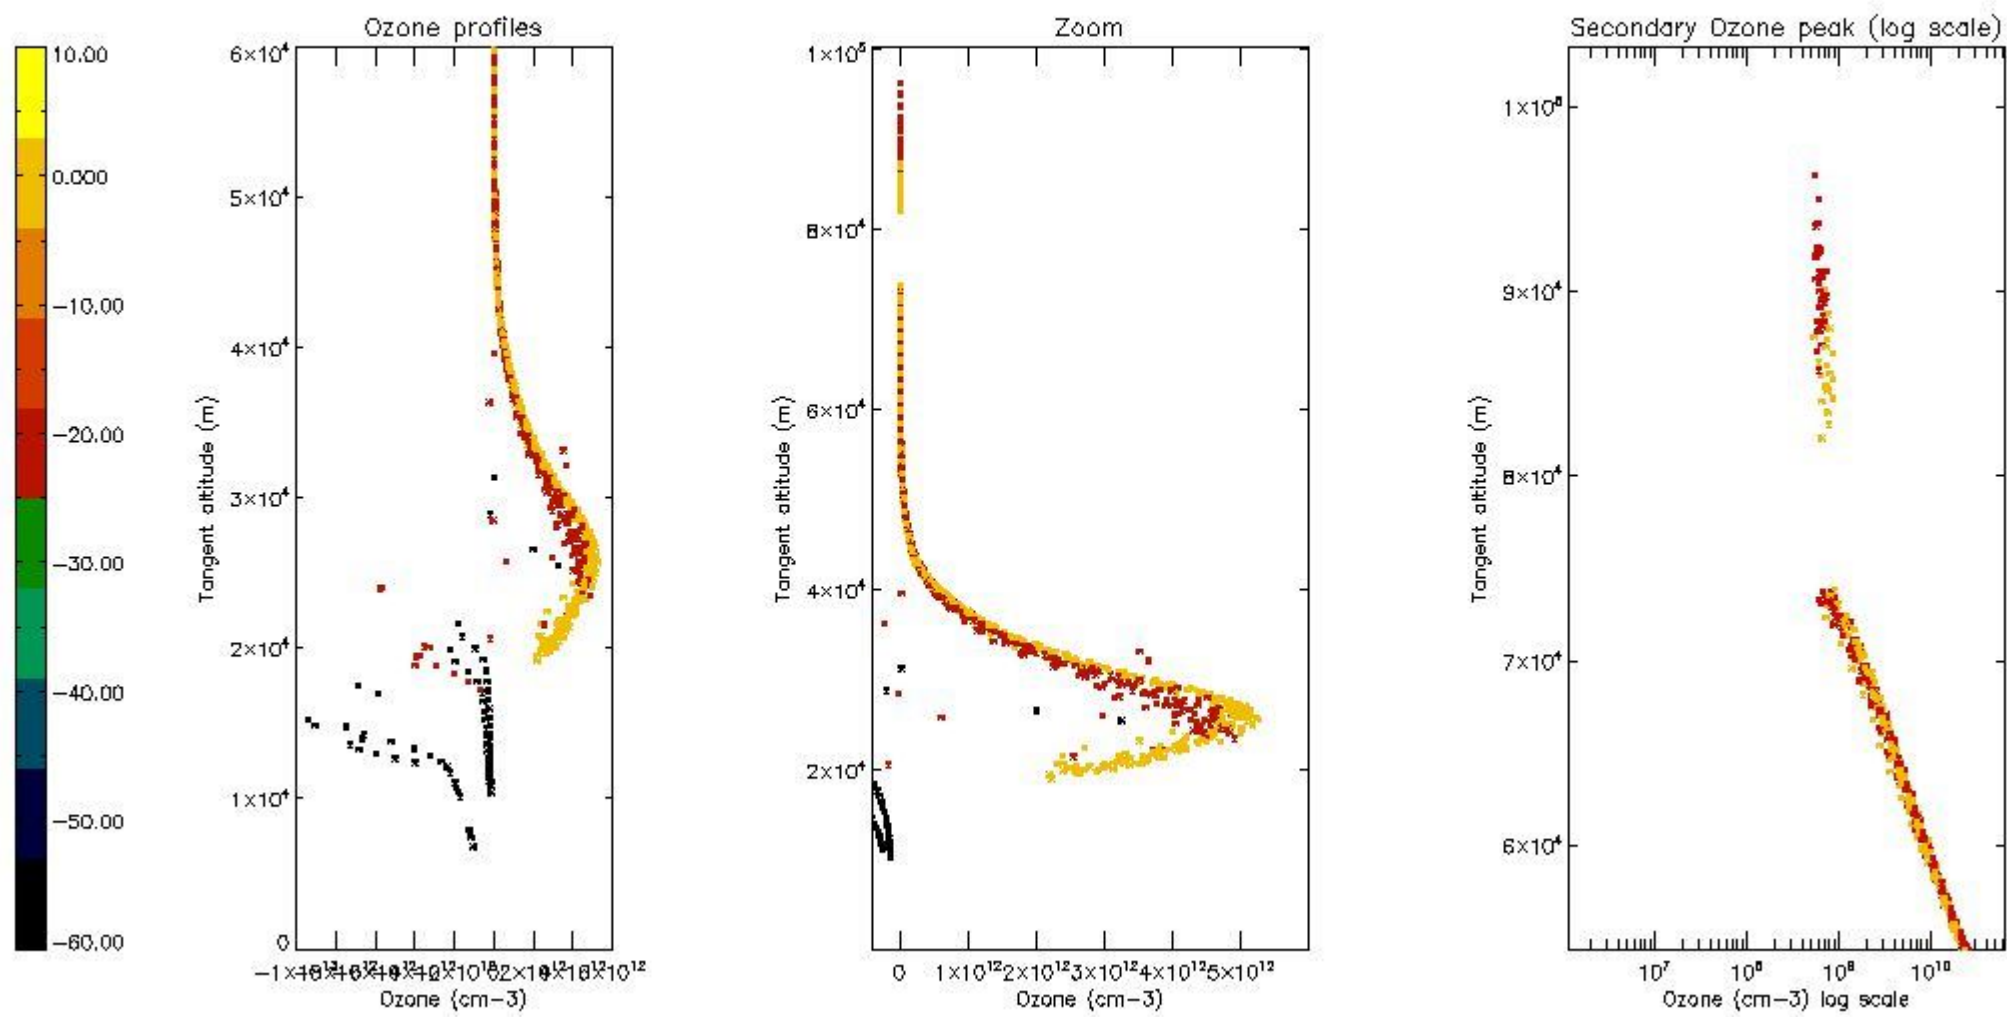 Ozone profiles
Zoom
Secondary Ozone peak (log scale)
10.00
0.000
−10.00
−20.00
−30.00
−40.00
−50.00
−60.00
Tangent altitude (m)
6×10⁴
5×10⁴
4×10⁴
3×10⁴
2×10⁴
1×10⁴
0
Ozone (cm−3)
Tangent altitude (m)
1×10⁵
8×10⁴
6×10⁴
4×10⁴
2×10⁴
0 1×10¹² 2×10¹² 3×10¹² 4×10¹² 5×10¹²
Ozone (cm−3)
Tangent altitude (m)
9×10⁴
8×10⁴
7×10⁴
6×10⁴
10⁷ 10⁸ 10⁹ 10¹⁰
Ozone (cm−3) log scale